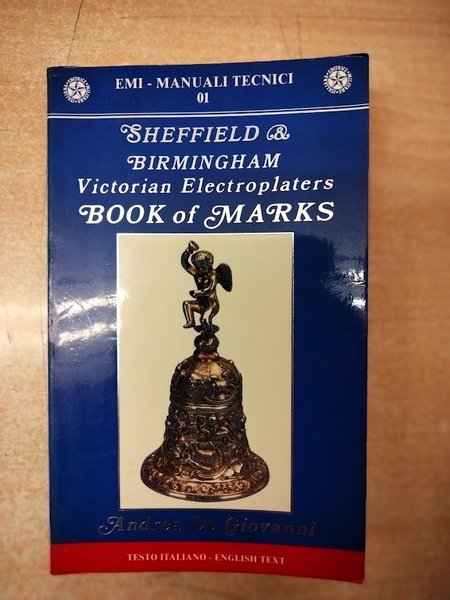 EMI - MANUALI TECNICI
01
SHEFFIELD &
BIRMINGHAM
Victorian Electroplaters
BOOK of MARKS
Andrea De Giovanni
TESTO ITALIANO - ENGLISH TEXT